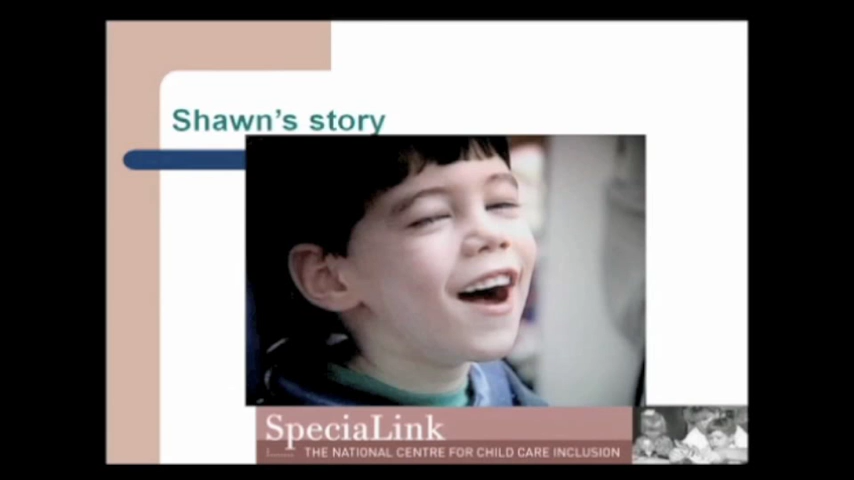 Shawn's story
SpeciaLink
THE NATIONAL CENTRE FOR CHILD CARE INCLUSION